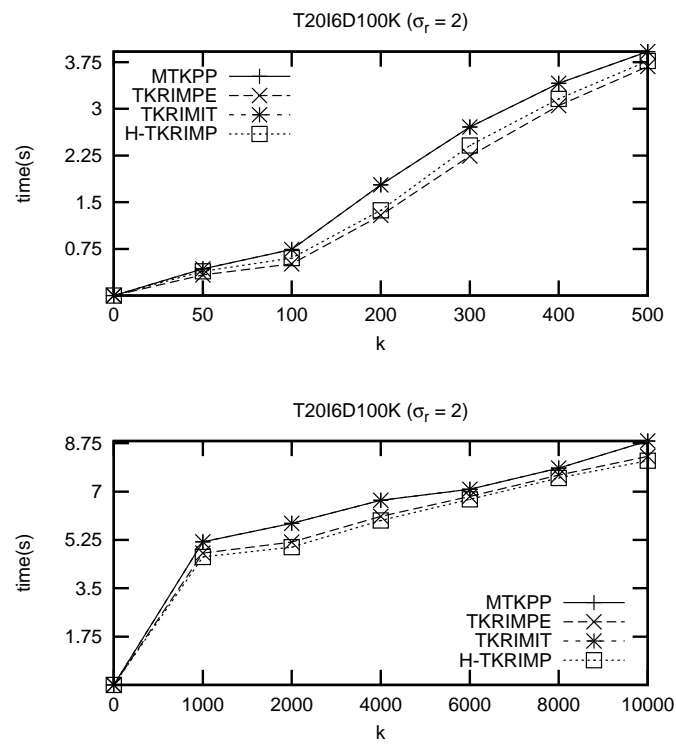 T20I6D100K (σr = 2)
3.75
3
2.25
1.5
0.75
time(s)
MTKPP
TKRIMPE
TKRIMIT
H-TKRIMP
0 50 100 200 300 400 500
k
T20I6D100K (σr = 2)
8.75
7
5.25
3.5
1.75
time(s)
MTKPP
TKRIMPE
TKRIMIT
H-TKRIMP
0 1000 2000 4000 6000 8000 10000
k